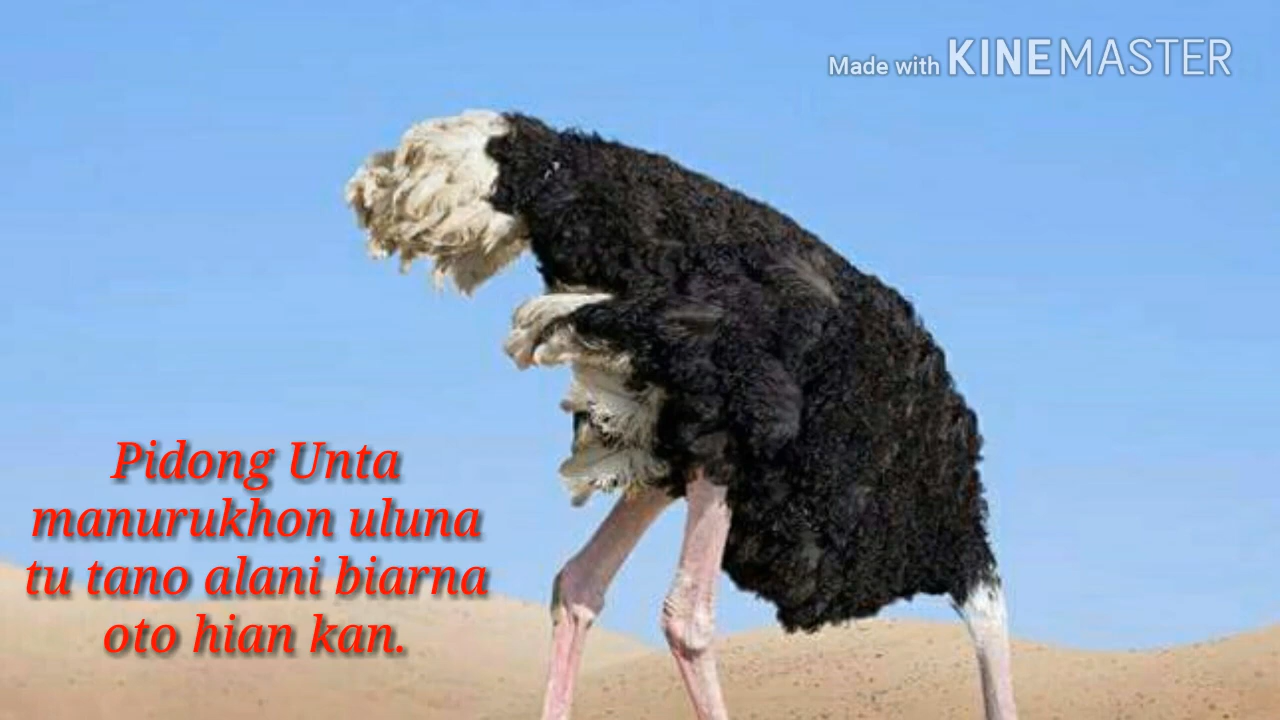 Made with KINEMASTER
Pidong Unta
manurukhon uluna
tu tano alani biarna
oto hian kan.